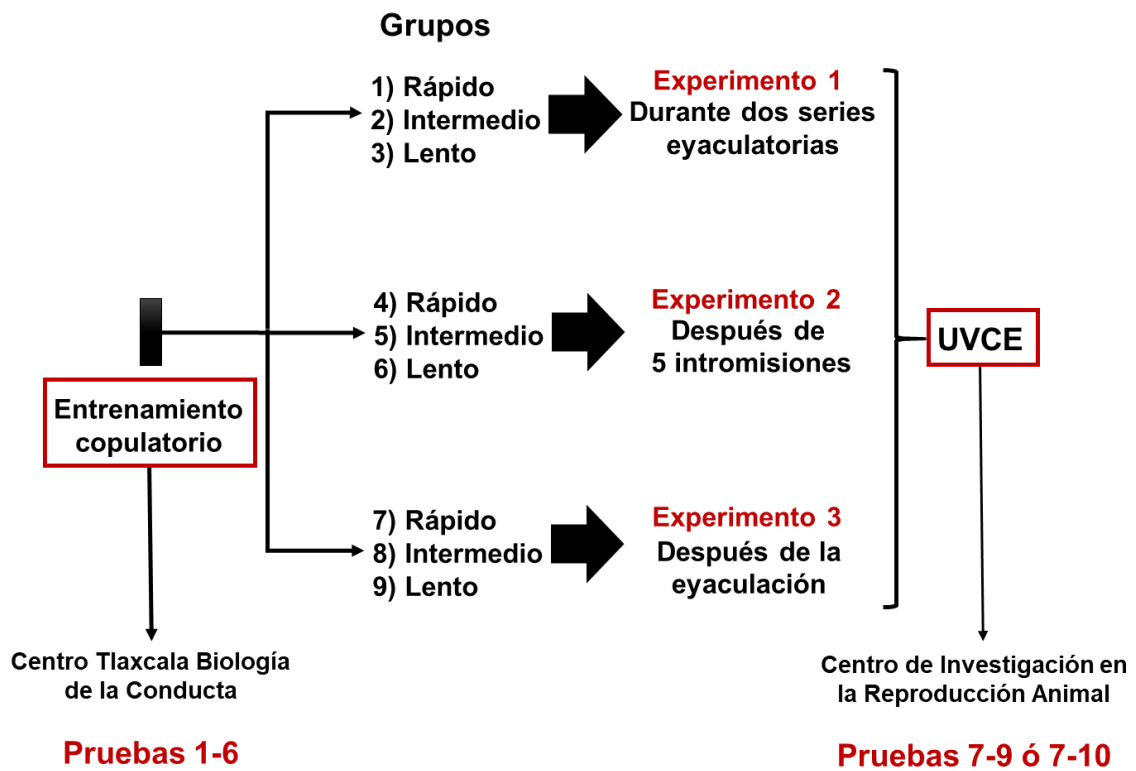 Grupos
1) Rápido
2) Intermedio
3) Lento
Experimento 1
Durante dos series
eyaculatorias
4) Rápido
5) Intermedio
6) Lento
Experimento 2
Después de
5 intromisiones
UVCE
Entrenamiento
copulatorio
7) Rápido
8) Intermedio
9) Lento
Experimento 3
Después de la
eyaculación
Centro Tlaxcala Biología
de la Conducta
Pruebas 1-6
Centro de Investigación en
la Reproducción Animal
Pruebas 7-9 ó 7-10